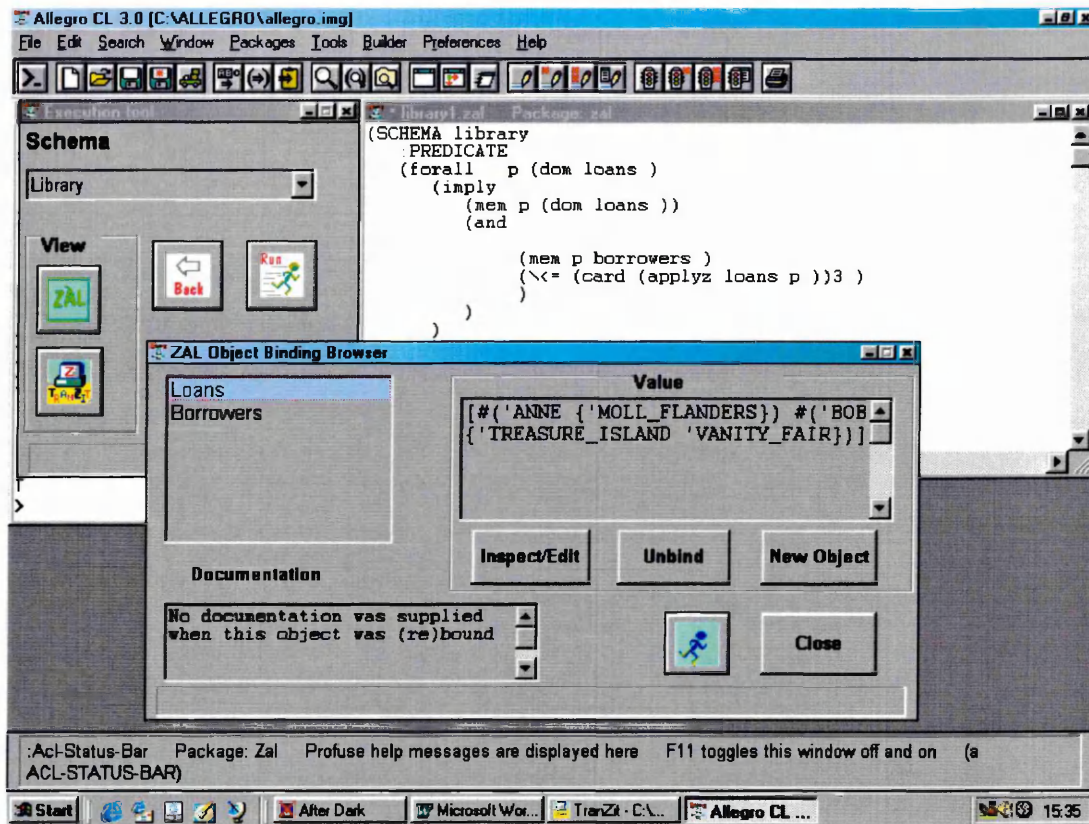 Allegro CL 3.0 [C:\ALLEGRO\allegro.img]
File Edit Search Window Packages Tools Builder Preferences Help
Execution tool
Schema
Library
View
ZAL
Back
Run
Z
TRANZIT
* library1.zal Package: zal
(SCHEMA library
:PREDICATE
(forall p (dom loans )
(imply
(mem p (dom loans ))
(and
(mem p borrowers )
(\<= (card (applyz loans p ))3 )
)
)
)
>
ZAL Object Binding Browser
Loans
Borrowers
Value
[#('ANNE {'MOLL_FLANDERS}) #('BOB
{'TREASURE_ISLAND 'VANITY_FAIR})]
Inspect/Edit
Unbind
New Object
Documentation
No documentation was supplied
when this object was (re)bound
Close
:Acl-Status-Bar Package: Zal Profuse help messages are displayed here F11 toggles this window off and on (a
ACL-STATUS-BAR)
Start After Dark Microsoft Wor... TranZit - C:\... Allegro CL ... 15:35